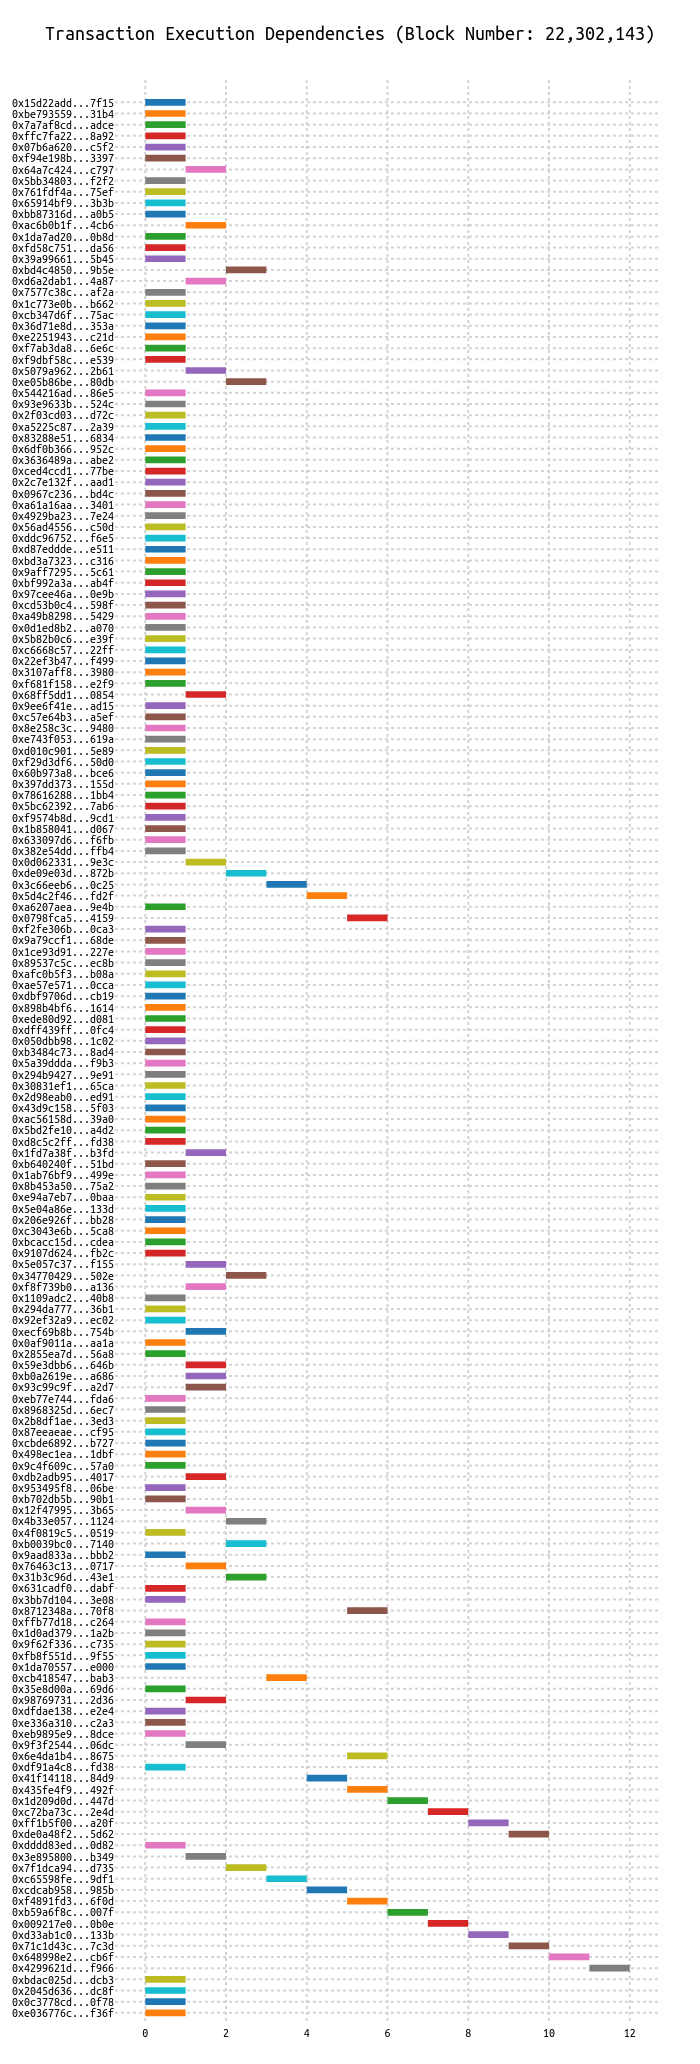 Transaction Execution Dependencies (Block Number: 22,302,143)
0x15d22add...7f15
0xbe793559...31b4
0x7a7af8cd...adce
0xffc7fa22...8a92
0x07b6a620...c5f2
0xf94e198b...3397
0x64a7c424...c797
0x5bb34803...f2f2
0x761fdf4a...75ef
0x65914bf9...3b3b
0xbb87316d...a0b5
0xac6b0b1f...4cb6
0x1da7ad20...0b8d
0xfd58c751...da56
0x39a99661...5b45
0xbd4c4850...9b5e
0xd6a2dab1...4a87
0x7577c38c...af2a
0x1c773e0b...b662
0xcb347d6f...75ac
0x36d71e8d...353a
0xe2251943...c21d
0xf7ab3da8...6e6c
0xf9dbf58c...e539
0x5079a962...2b61
0xe05b86be...80db
0x544216ad...86e5
0x93e9633b...524c
0x2f03cd03...d72c
0xa5225c87...2a39
0x83288e51...6834
0x6df0b366...952c
0x3636489a...abe2
0xced4ccd1...77be
0x2c7e132f...aad1
0x0967c236...bd4c
0xa61a16aa...3401
0x4929ba23...7e24
0x56ad4556...c50d
0xddc96752...f6e5
0xd87eddde...e511
0xbd3a7323...c316
0x9aff7295...5c61
0xbf992a3a...ab4f
0x97cee46a...0e9b
0xcd53b0c4...598f
0xa49b8298...5429
0x0d1ed8b2...a070
0x5b82b0c6...e39f
0xc6668c57...22ff
0x22ef3b47...f499
0x3107aff8...3980
0xf681f158...e2f9
0x68ff5dd1...0854
0x9ee6f41e...ad15
0xc57e64b3...a5ef
0x8e258c3c...9480
0xe743f053...619a
0xd010c901...5e89
0xf29d3df6...50d0
0x60b973a8...bce6
0x397dd373...155d
0x78616288...1bb4
0x5bc62392...7ab6
0xf9574b8d...9cd1
0x1b858041...d067
0x633097d6...f6fb
0x382e54dd...ffb4
0x0d062331...9e3c
0xde09e03d...872b
0x3c66eeb6...0c25
0x5d4c2f46...fd2f
0xa6207aea...9e4b
0x0798fca5...4159
0xf2fe306b...0ca3
0x9a79ccf1...68de
0x1ce93d91...227e
0x89537c5c...ec8b
0xafc0b5f3...b08a
0xae57e571...0cca
0xdbf9706d...cb19
0x898b4bf6...1614
0xede80d92...d081
0xdff439ff...0fc4
0x050dbb98...1c02
0xb3484c73...8ad4
0x5a39ddda...f9b3
0x294b9427...9e91
0x30831ef1...65ca
0x2d98eab0...ed91
0x43d9c158...5f03
0xac56158d...39a0
0x5bd2fe10...a4d2
0xd8c5c2ff...fd38
0x1fd7a38f...b3fd
0xb640240f...51bd
0x1ab76bf9...499e
0x8b453a50...75a2
0xe94a7eb7...0baa
0x5e04a86e...133d
0x206e926f...bb28
0xc3043e6b...5ca8
0xbcacc15d...cdea
0x9107d624...fb2c
0x5e057c37...f155
0x34770429...502e
0xf8f739b0...a136
0x1109adc2...40b8
0x294da777...36b1
0x92ef32a9...ec02
0xecf69b8b...754b
0x0af9011a...aa1a
0x2855ea7d...56a8
0x59e3dbb6...646b
0xb0a2619e...a686
0x93c99c9f...a2d7
0xeb77e744...fda6
0x8968325d...6ec7
0x2b8df1ae...3ed3
0x87eeaeae...cf95
0xcbde6892...b727
0x498ec1ea...1dbf
0x9c4f609c...57a0
0xdb2adb95...4017
0x953495f8...06be
0xb702db5b...90b1
0x12f47995...3b65
0x4b33e057...1124
0x4f0819c5...0519
0xb0039bc0...7140
0x9aad833a...bbb2
0x76463c13...0717
0x31b3c96d...43e1
0x631cadf0...dabf
0x3bb7d104...3e08
0x8712348a...70f8
0xffb77d18...c264
0x1d0ad379...1a2b
0x9f62f336...c735
0xfb8f551d...9f55
0x1da70557...e000
0xcb418547...bab3
0x35e8d00a...69d6
0x98769731...2d36
0xdfdae138...e2e4
0xe336a310...c2a3
0xeb9895e9...8dce
0x9f3f2544...06dc
0x6e4da1b4...8675
0xdf91a4c8...fd38
0x41f14118...84d9
0x435fe4f9...492f
0x1d209d0d...447d
0xc72ba73c...2e4d
0xff1b5f00...a20f
0xde0a48f2...5d62
0xdddd83ed...0d82
0x3e895800...b349
0x7f1dca94...d735
0xc65598fe...9df1
0xcdcab958...985b
0xf4891fd3...6f0d
0xb59a6f8c...007f
0x009217e0...0b0e
0xd33ab1c0...133b
0x71c1d43c...7c3d
0x648998e2...cb6f
0x4299621d...f966
0xbdac025d...dcb3
0x2045d636...dc8f
0x0c3778cd...0f78
0xe036776c...f36f
0 2 4 6 8 10 12